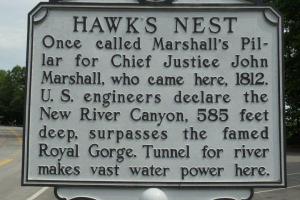 HAWK'S NEST
Once called Marshall's Pil-
lar for Chief Justice John
Marshall, who came here, 1812.
U. S. engineers declare the
New River Canyon, 585 feet
deep, surpasses the famed
Royal Gorge. Tunnel for river
makes vast water power here.